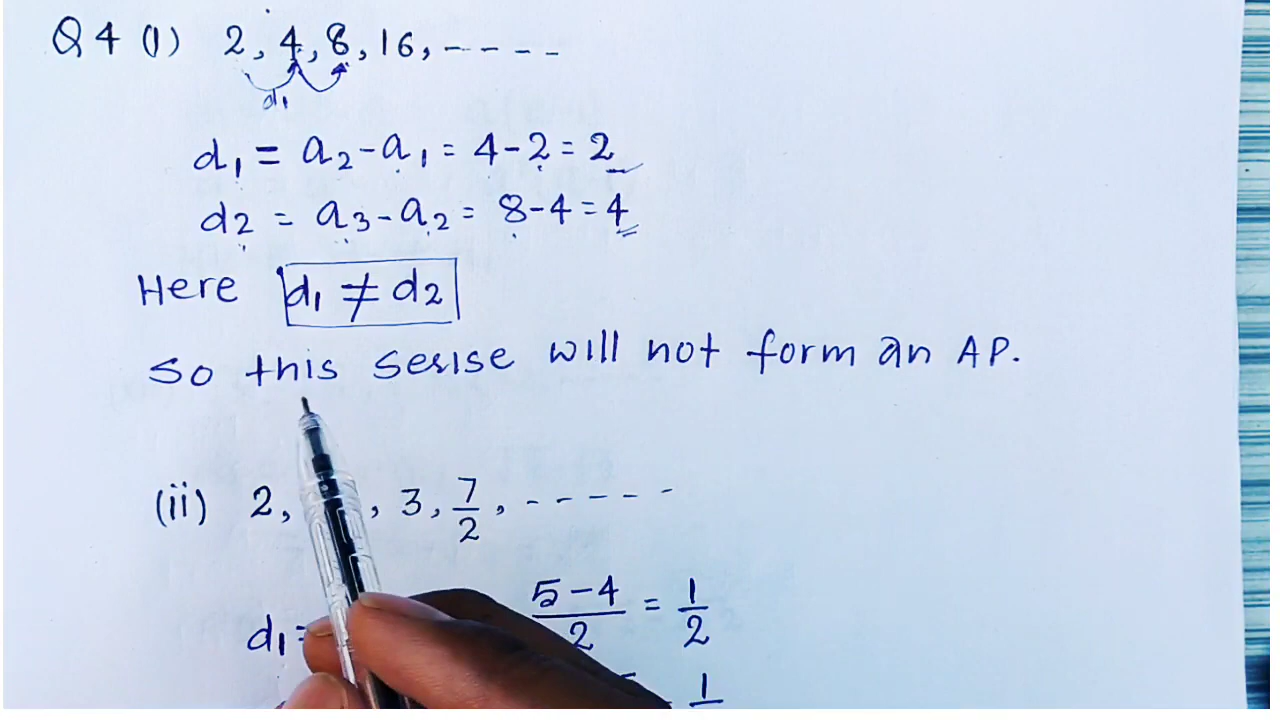 Q4 (1) 2, 4, 8, 16, ----
d1
d1 = a2-a1 = 4-2 = 2
d2 = a3-a2 = 8-4 = 4
Here d1 ≠ d2
So this serise will not form an AP.
(ii) 2, , 3, 7/2, -----
d1 = (5-4)/2 = 1/2